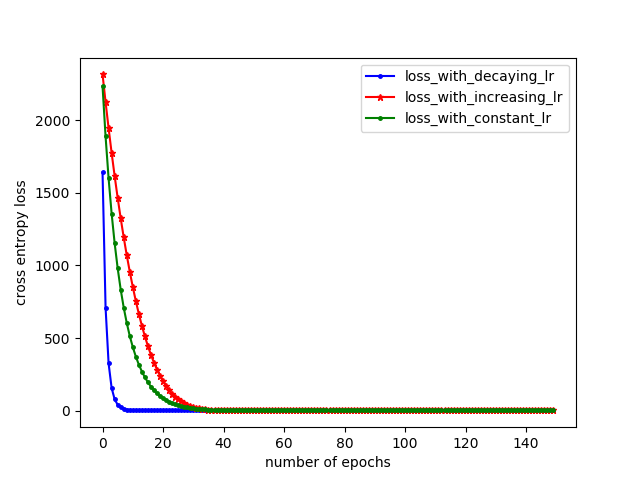 loss_with_decaying_lr
loss_with_increasing_lr
loss_with_constant_lr
2000
1500
1000
500
0
cross entropy loss
0 20 40 60 80 100 120 140
number of epochs